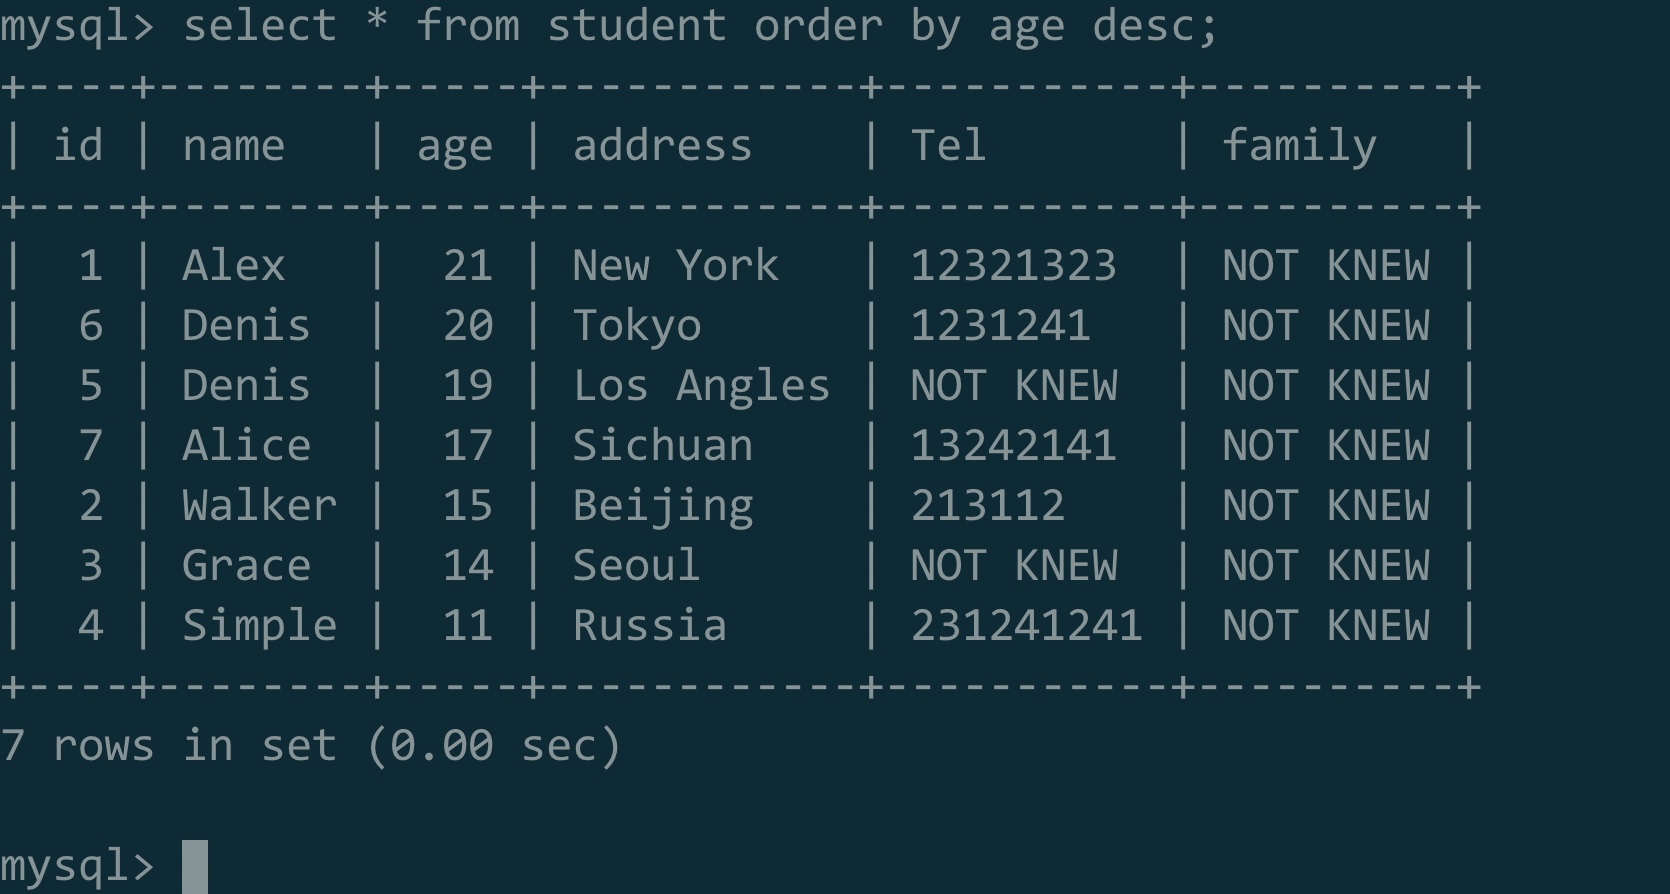 mysql> select * from student order by age desc;
+----+--------+-----+------------+-----------+----------+
| id | name   | age | address    | Tel       | family   |
+----+--------+-----+------------+-----------+----------+
|  1 | Alex   |  21 | New York   | 12321323  | NOT KNEW |
|  6 | Denis  |  20 | Tokyo      | 1231241   | NOT KNEW |
|  5 | Denis  |  19 | Los Angles | NOT KNEW  | NOT KNEW |
|  7 | Alice  |  17 | Sichuan    | 13242141  | NOT KNEW |
|  2 | Walker |  15 | Beijing    | 213112    | NOT KNEW |
|  3 | Grace  |  14 | Seoul      | NOT KNEW  | NOT KNEW |
|  4 | Simple |  11 | Russia     | 231241241 | NOT KNEW |
+----+--------+-----+------------+-----------+----------+
7 rows in set (0.00 sec)
mysql>